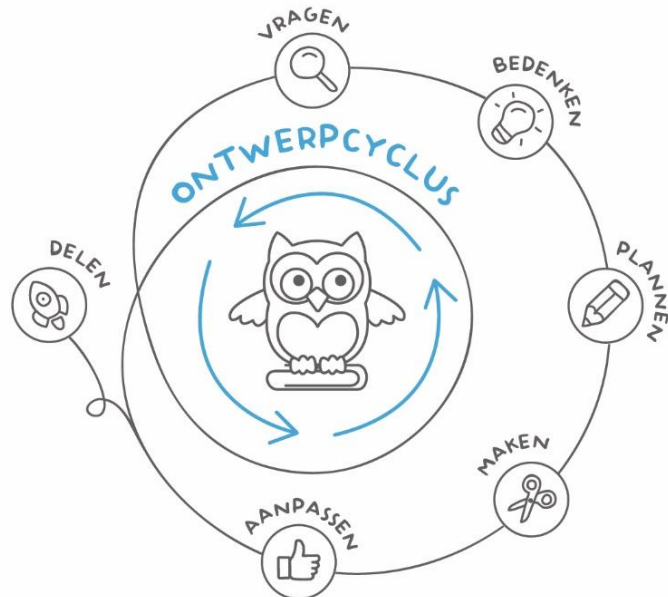 ONTWERPCYCLUS
VRAGEN
BEDENKEN
PLANNEN
MAKEN
AANPASSEN
DELEN